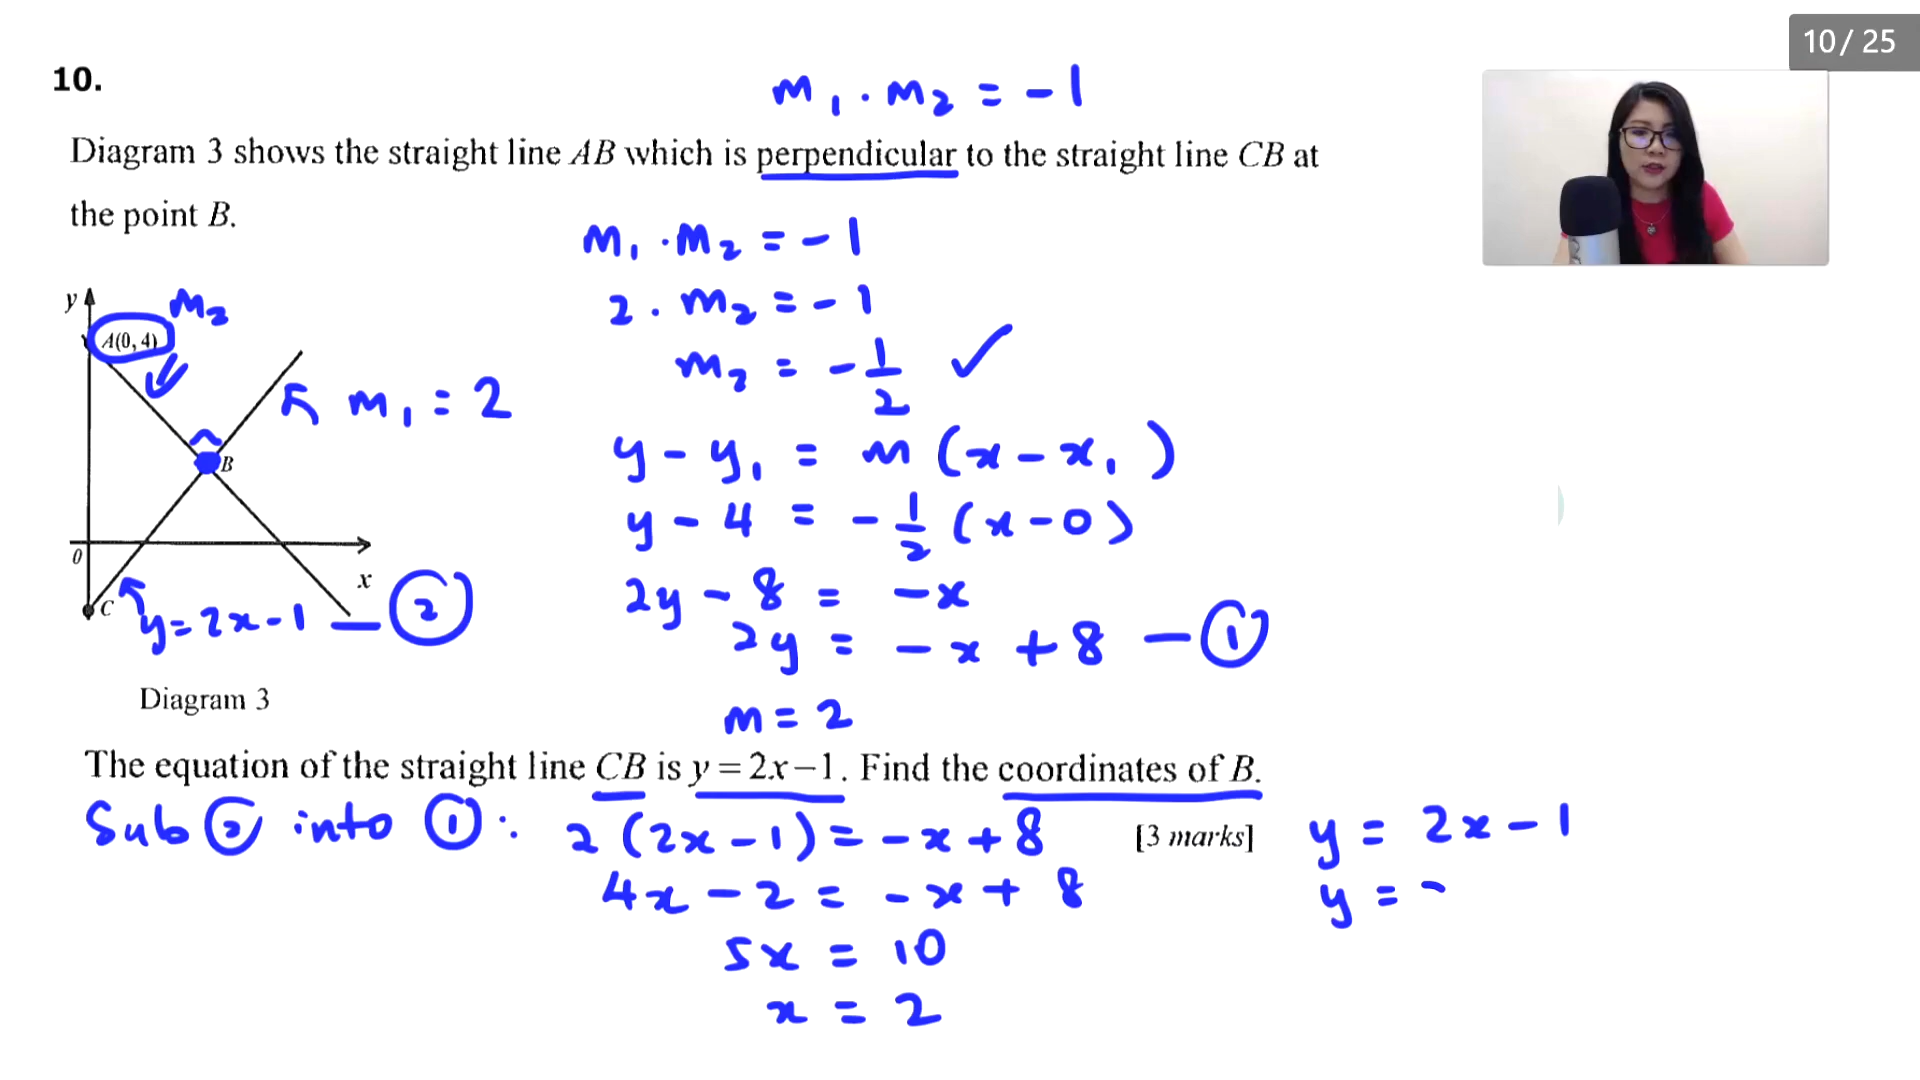 10 / 25
10.
m₁ · m₂ = -1
Diagram 3 shows the straight line AB which is perpendicular to the straight line CB at
the point B.
m₁ · m₂ = -1
2 · m₂ = -1
m₂ = -1/2 ✓
y - y₁ = m (x - x₁)
y - 4 = -1/2 (x - 0)
2y - 8 = -x
2y = -x + 8 — ①
m = 2
y
m₂
A(0, 4)
m₁ = 2
B
0
x
C
y = 2x - 1 — ②
Diagram 3
The equation of the straight line CB is y = 2x – 1. Find the coordinates of B.
[3 marks]
Sub ② into ① : 2 (2x - 1) = -x + 8
4x - 2 = -x + 8
5x = 10
x = 2
y = 2x - 1
y =